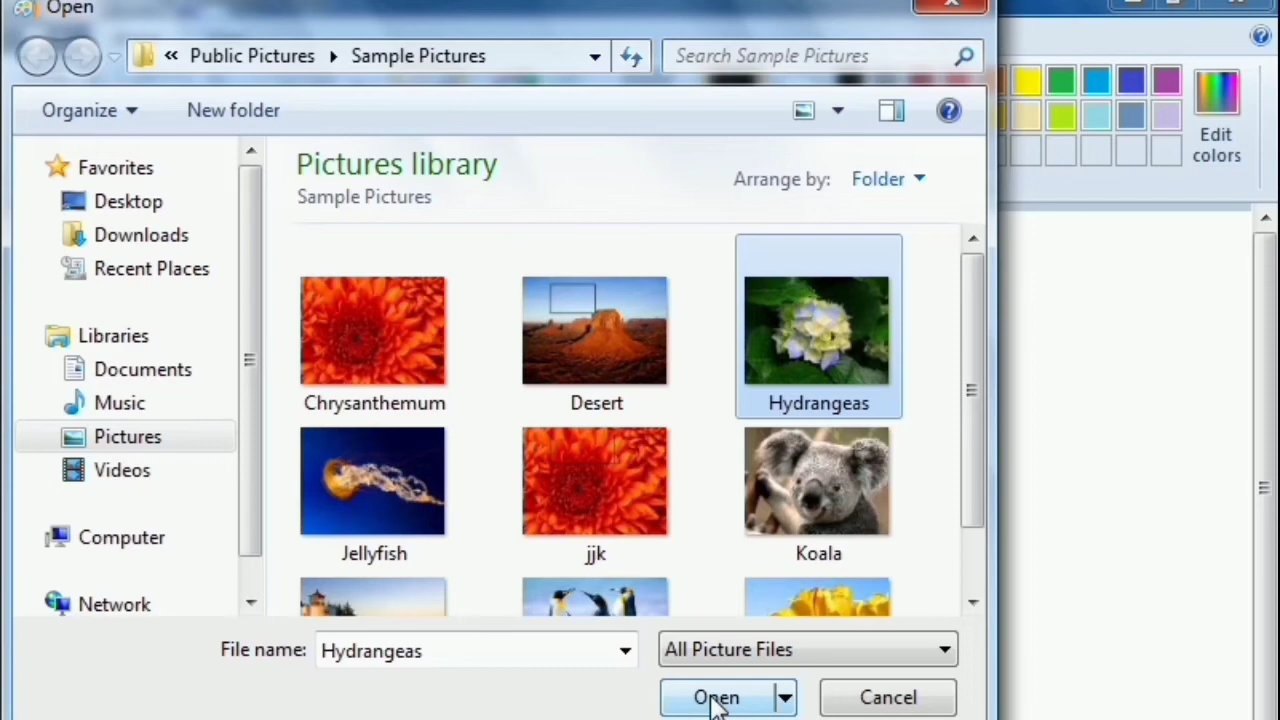 Open
« Public Pictures Sample Pictures
Search Sample Pictures
Organize
New folder
Edit colors
Favorites
Desktop
Downloads
Recent Places
Libraries
Documents
Music
Pictures
Videos
Computer
Network
Pictures library
Sample Pictures
Arrange by: Folder
Chrysanthemum
Desert
Hydrangeas
Jellyfish
jjk
Koala
File name: Hydrangeas
All Picture Files
Open
Cancel